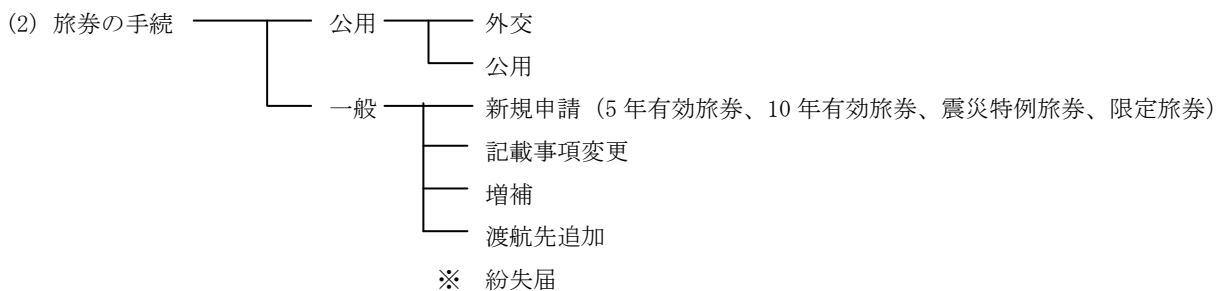 (2) 旅券の手続 公用 外交
公用
一般 新規申請（5 年有効旅券、10 年有効旅券、震災特例旅券、限定旅券）
記載事項変更
増補
渡航先追加
※ 紛失届